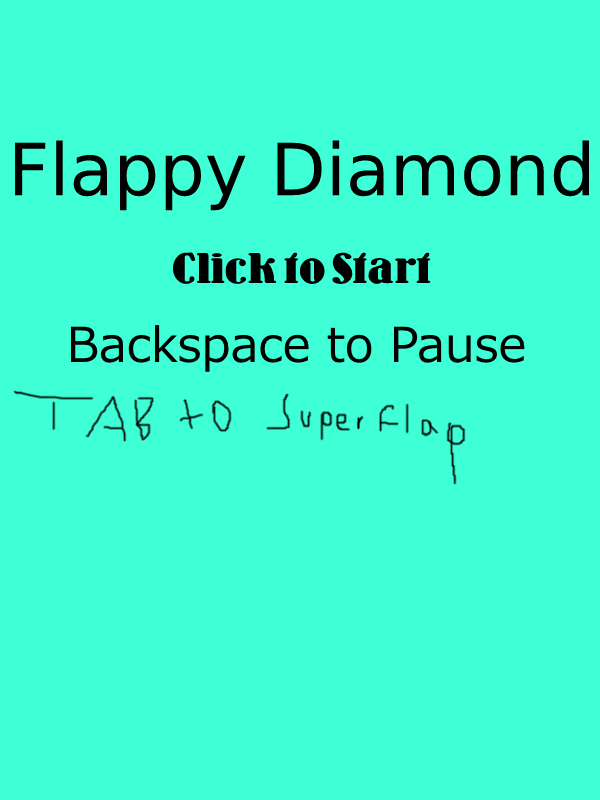 Flappy Diamond
Click to Start
Backspace to Pause
TAB to Superflap